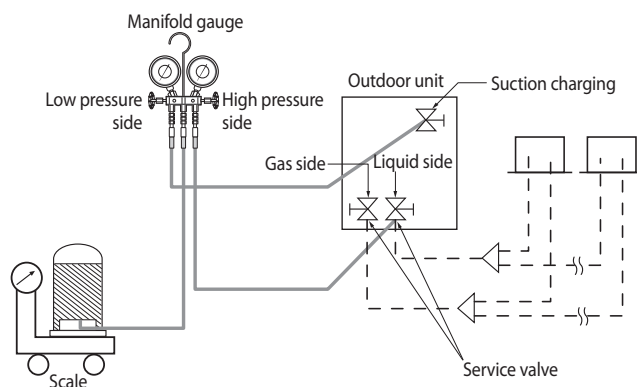 Manifold gauge
Low pressure
side
High pressure
side
Outdoor unit
Suction charging
Gas side
Liquid side
Service valve
Scale